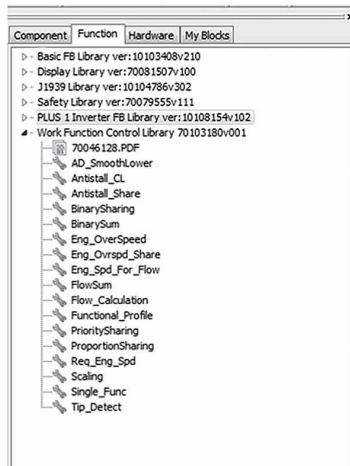 Component Function Hardware My Blocks
Basic FB Library ver:10103408v210
Display Library ver:70081507v100
J1939 Library ver:10104786v302
Safety Library ver:70079555v111
PLUS 1 Inverter FB Library ver:10108154v102
Work Function Control Library 70103180v001
70046128.PDF
AD_SmoothLower
Antistall_CL
Antistall_Share
BinarySharing
BinarySum
Eng_OverSpeed
Eng_Ovrspd_Share
Eng_Spd_For_Flow
FlowSum
Flow_Calculation
Functional_Profile
PrioritySharing
ProportionSharing
Req_Eng_Spd
Scaling
Single_Func
Tip_Detect